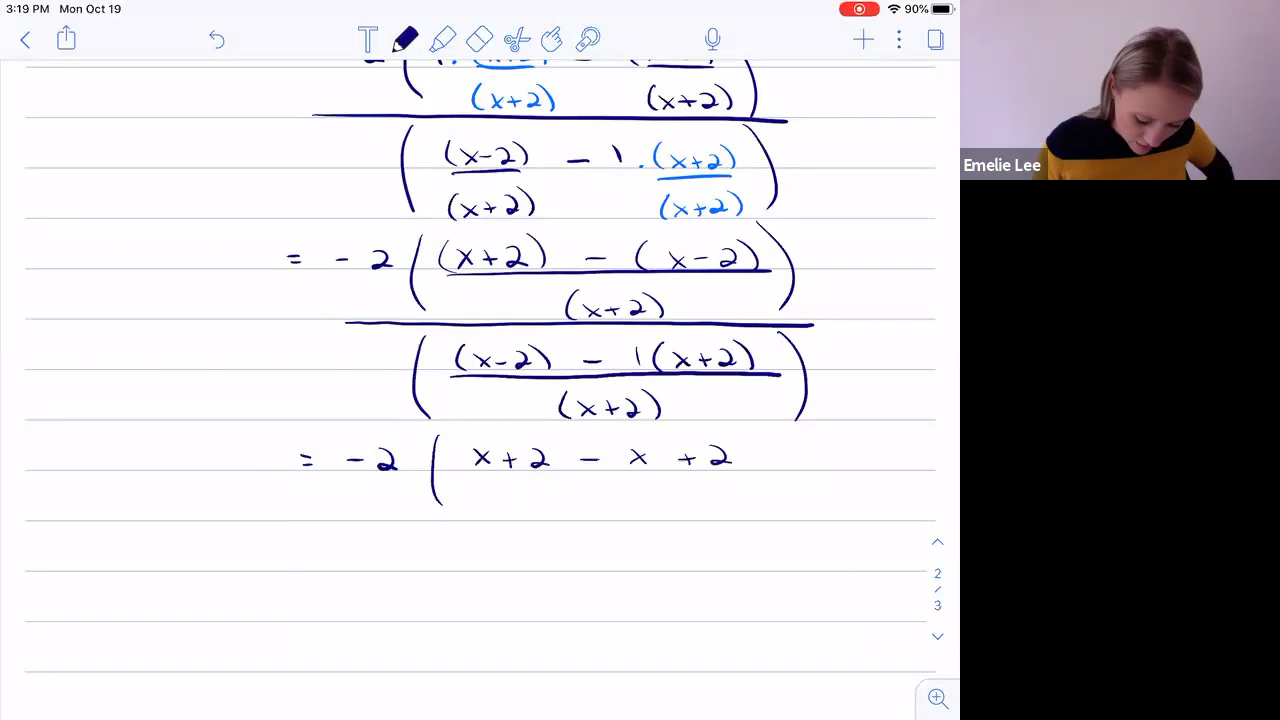 3:19 PM Mon Oct 19
90%
(x+2) (x+2)
(x-2) - 1 . (x+2)
(x+2) (x+2)
= - 2 ( (x+2) - (x-2) )
(x+2)
( (x-2) - 1(x+2) )
(x+2)
= -2 ( x+2 - x +2
Emelie Lee
2
3